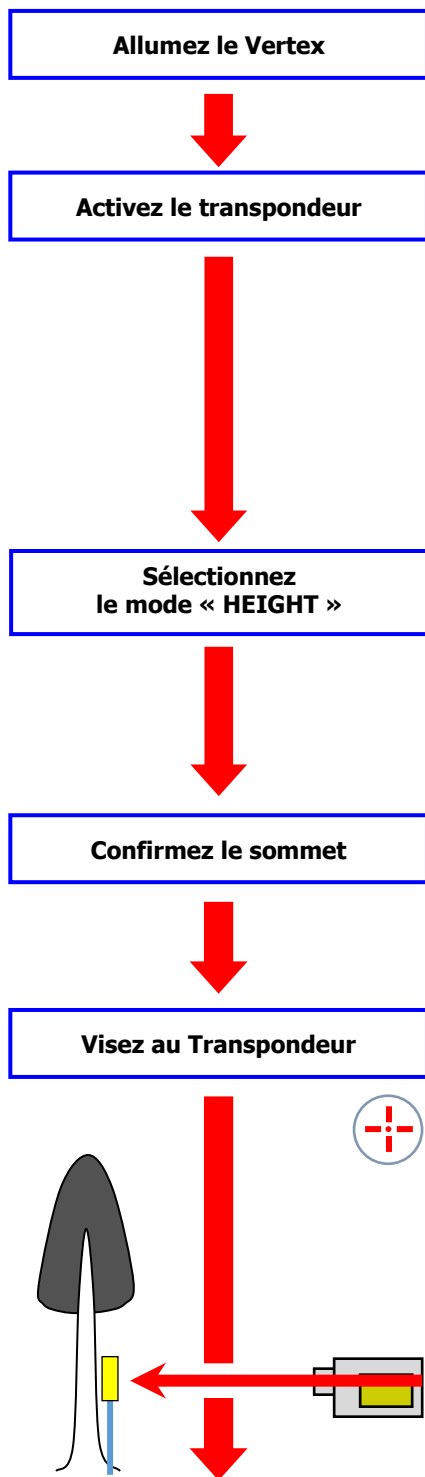 Allumez le Vertex
Activez le transpondeur
Sélectionnez
le mode « HEIGHT »
Confirmez le sommet
Visez au Transpondeur